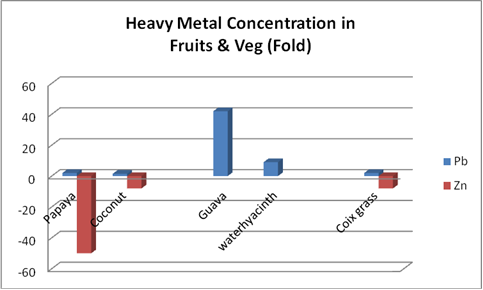 Heavy Metal Concentration in
Fruits & Veg (Fold)
60
40
20
0
-20
-40
-60
Papaya
Coconut
Guava
waterhyacinth
Coix grass
Pb
Zn